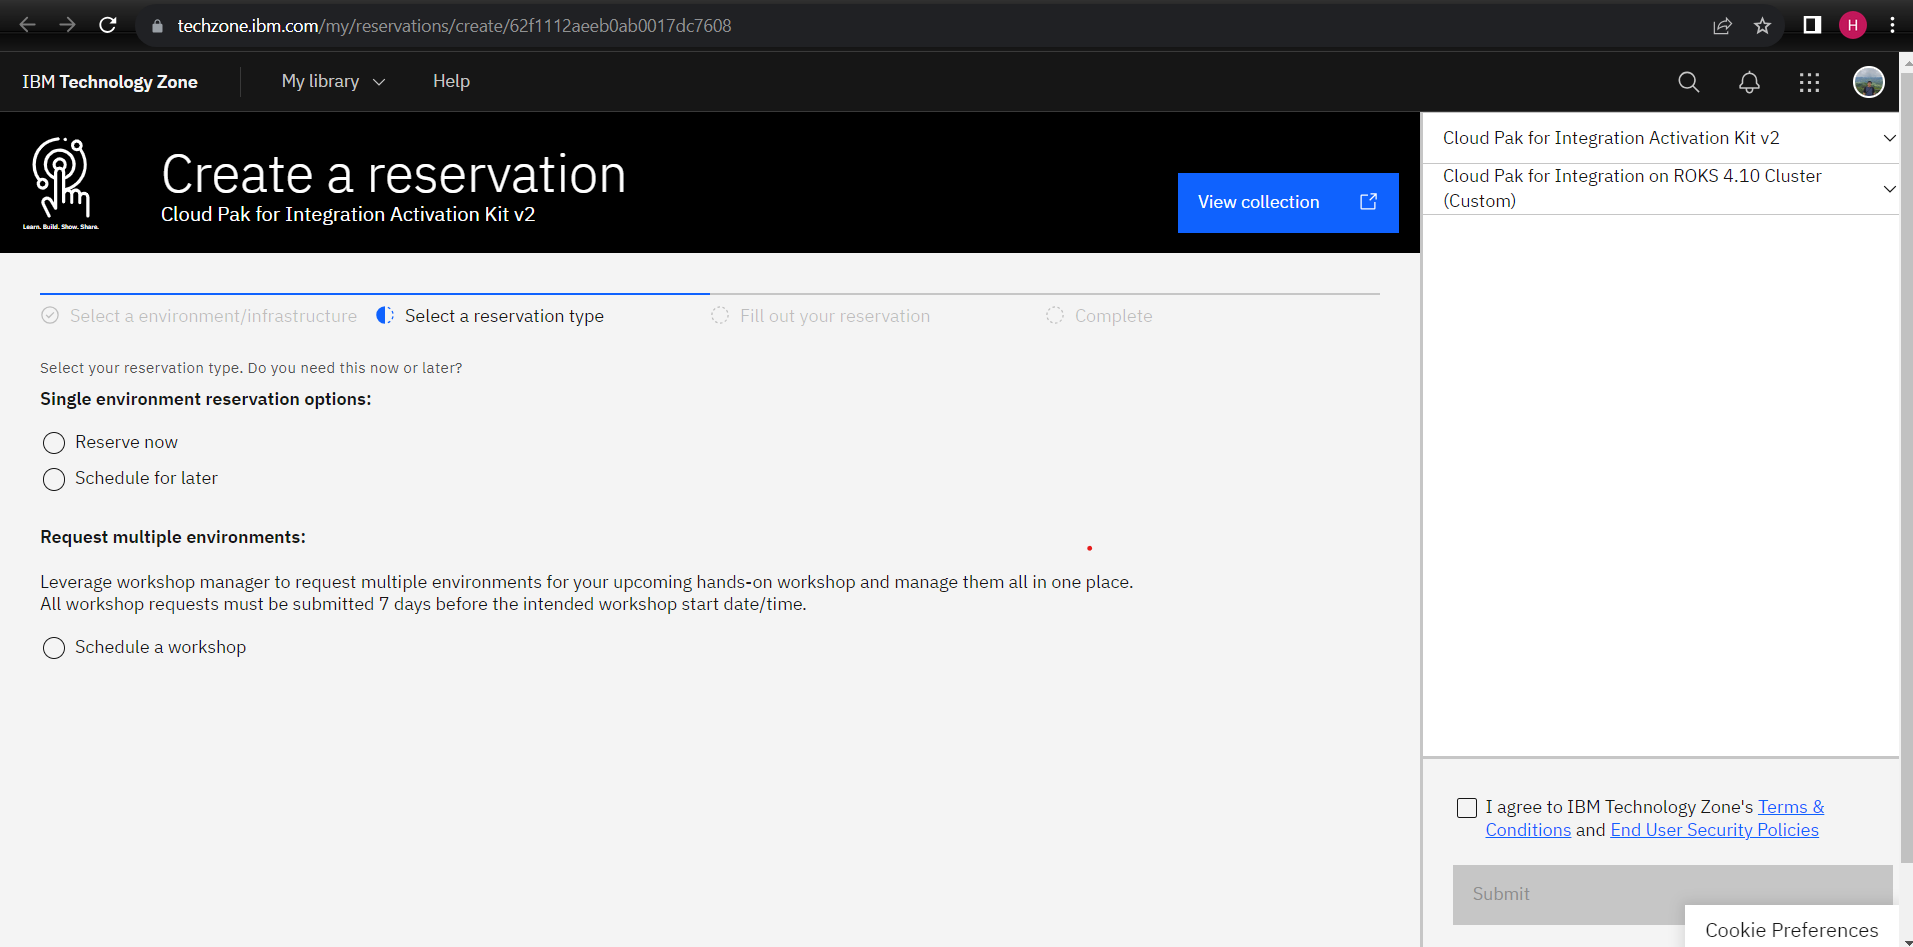 techzone.ibm.com/my/reservations/create/62f1112aeeb0ab0017dc7608
H
IBM Technology Zone
My library
Help
Learn. Build. Show. Share.
Create a reservation
Cloud Pak for Integration Activation Kit v2
View collection
Cloud Pak for Integration Activation Kit v2
Cloud Pak for Integration on ROKS 4.10 Cluster
(Custom)
Select a environment/infrastructure
Select a reservation type
Fill out your reservation
Complete
Select your reservation type. Do you need this now or later?
Single environment reservation options:
Reserve now
Schedule for later
Request multiple environments:
Leverage workshop manager to request multiple environments for your upcoming hands-on workshop and manage them all in one place.
All workshop requests must be submitted 7 days before the intended workshop start date/time.
Schedule a workshop
I agree to IBM Technology Zone's Terms &
Conditions and End User Security Policies
Submit
Cookie Preferences